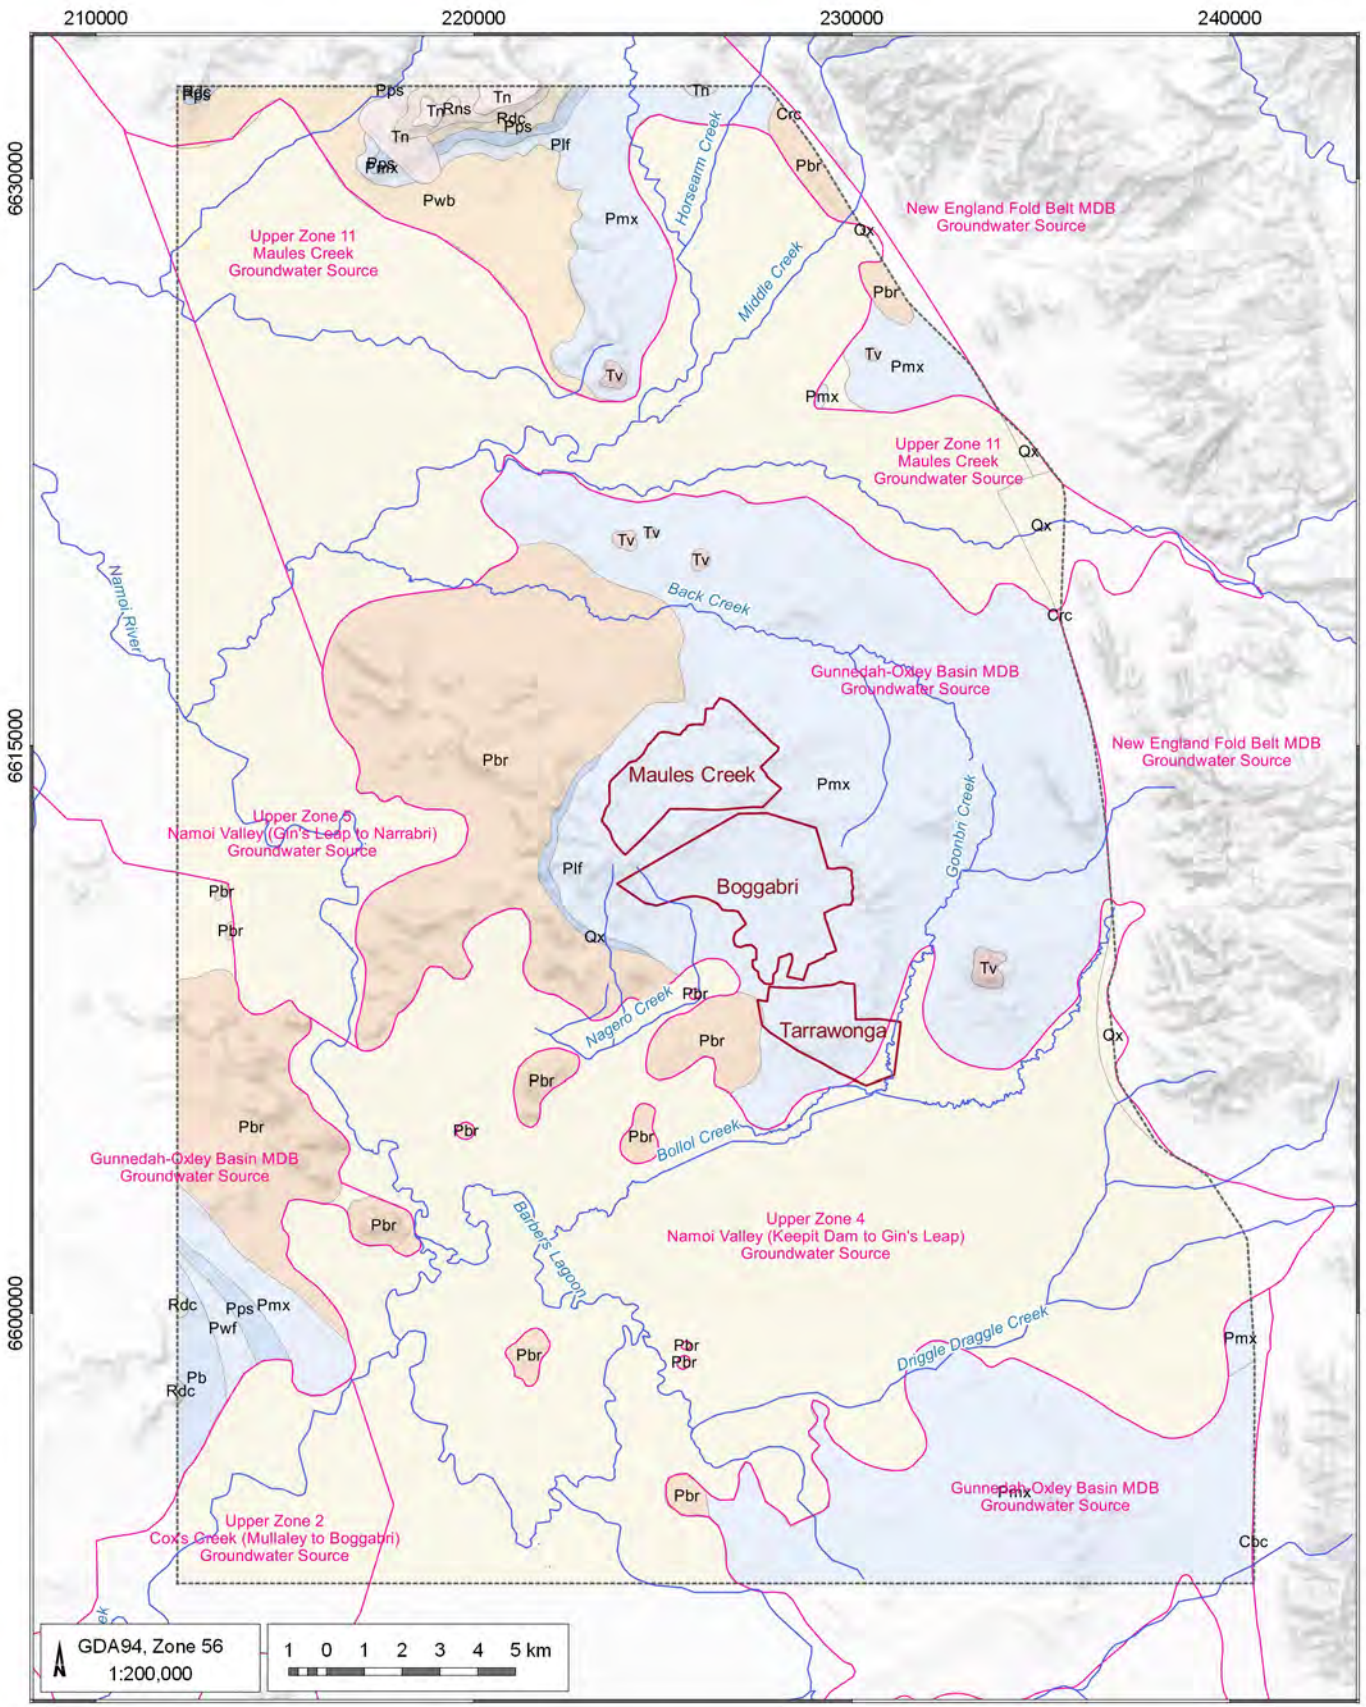 210000
220000
230000
240000
6630000
6615000
6600000
Rdc
Pps
Pps
Tn
Rns
Tn
Tn
Rdc
Pps
Plf
Tn
Crc
Pbr
Pps
Pmx
Pwb
Pmx
Horsearm Creek
New England Fold Belt MDB
Groundwater Source
Qx
Upper Zone 11
Maules Creek
Groundwater Source
Middle Creek
Pbr
Tv
Pmx
Tv
Pmx
Upper Zone 11
Maules Creek
Groundwater Source
Qx
Qx
Tv
Tv
Tv
Namoi River
Back Creek
Crc
Gunnedah-Oxley Basin MDB
Groundwater Source
New England Fold Belt MDB
Groundwater Source
Pbr
Maules Creek
Pmx
Goonbri Creek
Upper Zone 5
Namoi Valley (Gin's Leap to Narrabri)
Groundwater Source
Plf
Boggabri
Pbr
Pbr
Qx
Tv
Pbr
Nagero Creek
Pbr
Tarrawonga
Qx
Pbr
Pbr
Pbr
Pbr
Bollol Creek
Gunnedah-Oxley Basin MDB
Groundwater Source
Pbr
Barbers Lagoon
Upper Zone 4
Namoi Valley (Keepit Dam to Gin's Leap)
Groundwater Source
Rdc
Pps
Pmx
Pwf
Driggle Draggle Creek
Pmx
Pbr
Pbr
Pbr
Pb
Rdc
Pbr
Gunnedah-Oxley Basin MDB
Groundwater Source
Pmx
Upper Zone 2
Cox's Creek (Mullaley to Boggabri)
Groundwater Source
Cbc
ek
GDA94, Zone 56
1:200,000
N
1 0 1 2 3 4 5 km